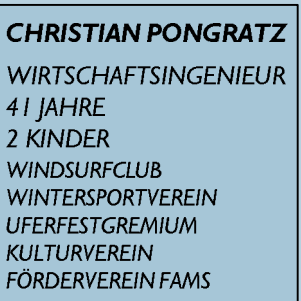 CHRISTIAN PONGRATZ
WIRTSCHAFTSINGENIEUR
41 JAHRE
2 KINDER
WINDSURFCLUB
WINTERSPORTVEREIN
UFERFESTGREMIUM
KULTURVEREIN
FÖRDERVEREIN FAMS